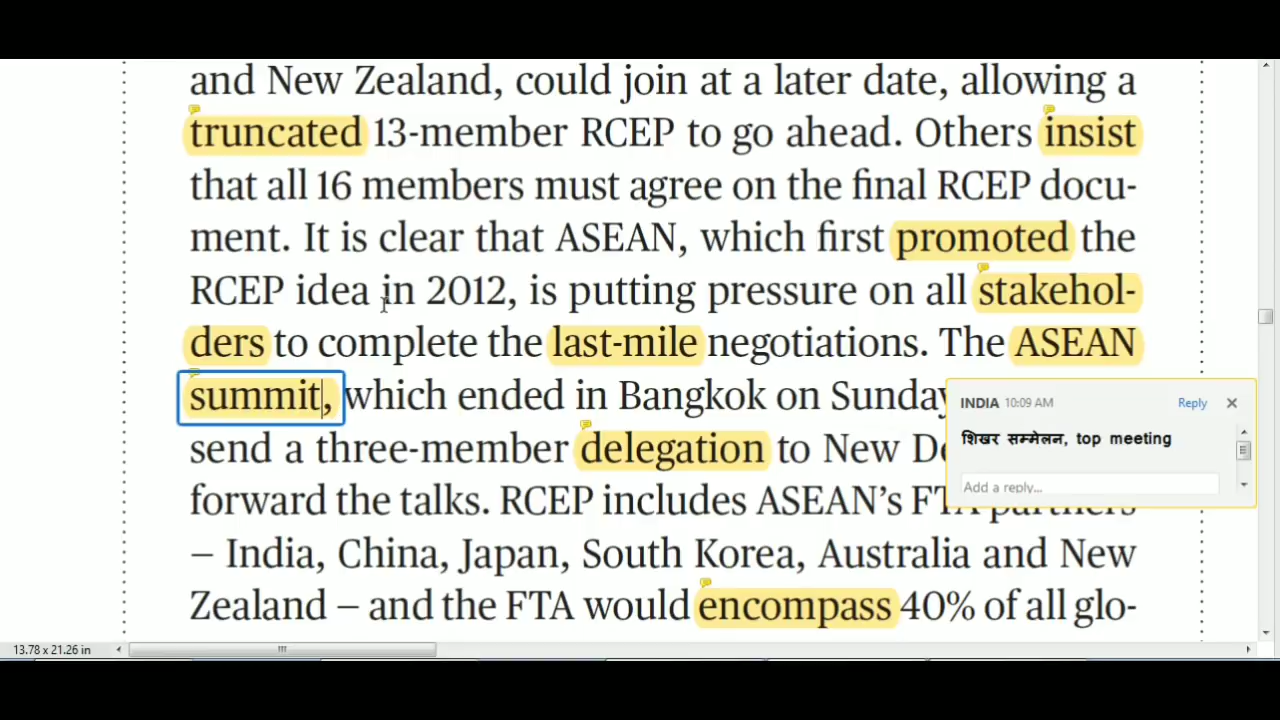 and New Zealand, could join at a later date, allowing a
truncated 13-member RCEP to go ahead. Others insist
that all 16 members must agree on the final RCEP docu-
ment. It is clear that ASEAN, which first promoted the
RCEP idea in 2012, is putting pressure on all stakehol-
ders to complete the last-mile negotiations. The ASEAN
summit, which ended in Bangkok on Sunday
send a three-member delegation to New De
forward the talks. RCEP includes ASEAN's FTA partners
– India, China, Japan, South Korea, Australia and New
Zealand – and the FTA would encompass 40% of all glo-
INDIA 10:09 AM Reply
शिखर सम्मेलन, top meeting
Add a reply...
13.78 x 21.26 in